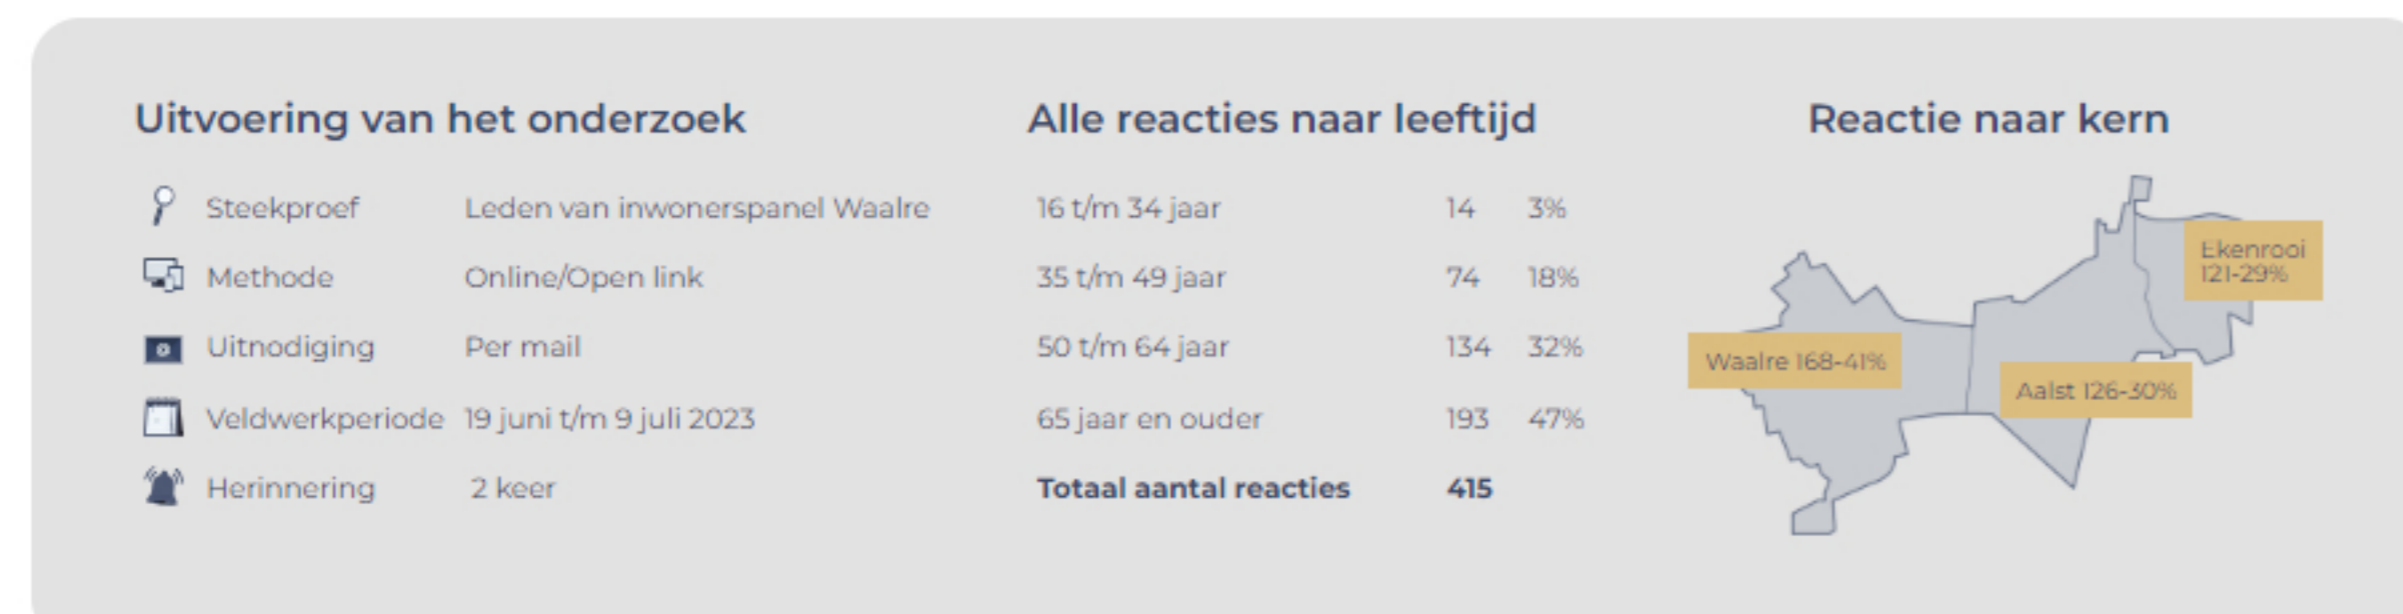 Uitvoering van het onderzoek
Steekproef Leden van inwonerspanel Waalre
Methode Online/Open link
Uitnodiging Per mail
Veldwerkperiode 19 juni t/m 9 juli 2023
Herinnering 2 keer
Alle reacties naar leeftijd
16 t/m 34 jaar 14 3%
35 t/m 49 jaar 74 18%
50 t/m 64 jaar 134 32%
65 jaar en ouder 193 47%
Totaal aantal reacties 415
Reactie naar kern
Ekenrooi
121-29%
Waalre 168-41%
Aalst 126-30%